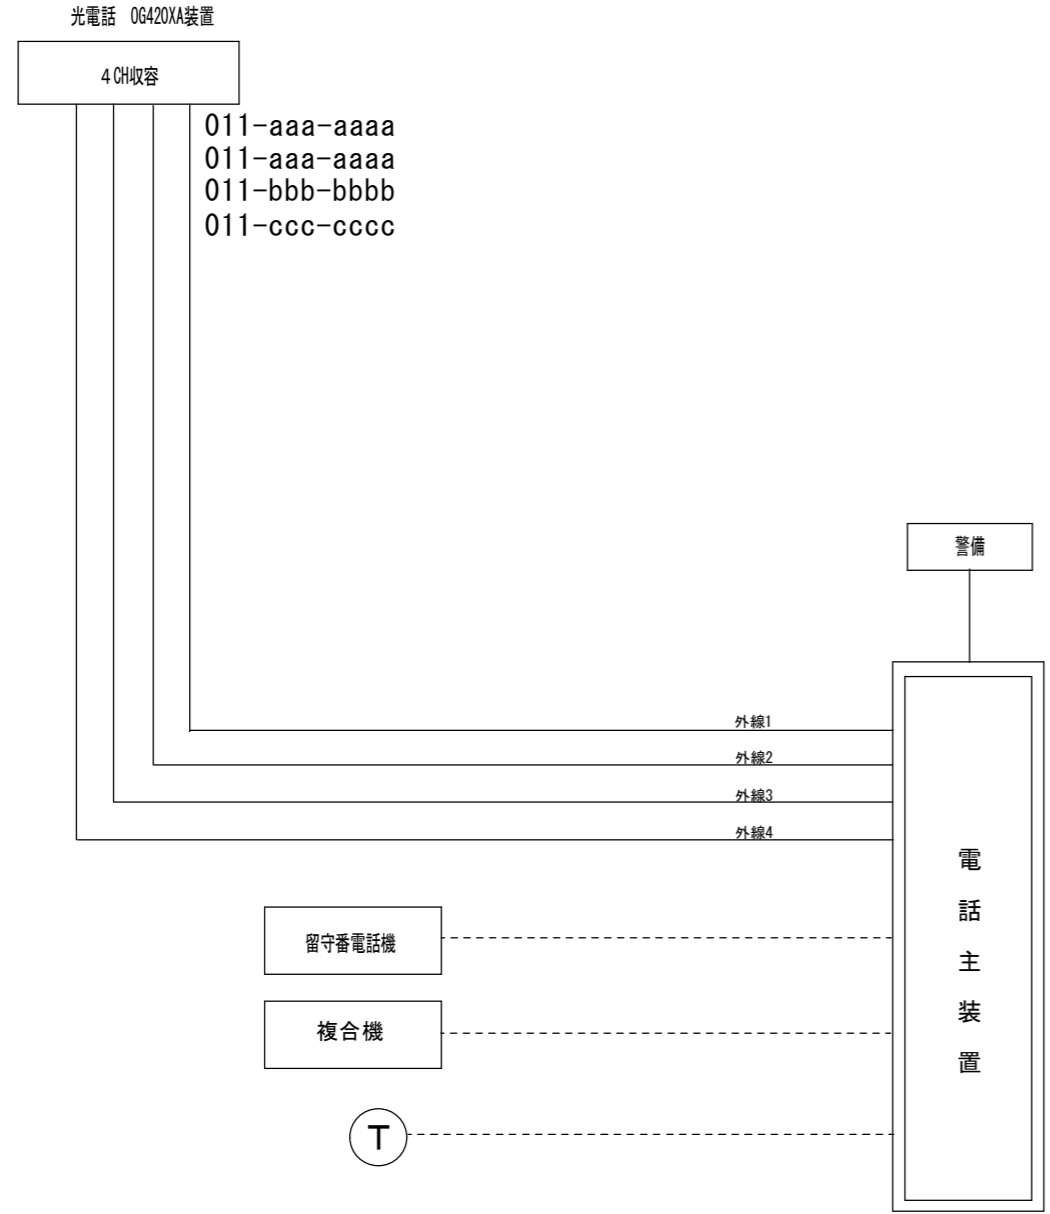 光電話　OG420XA装置
４CH収容
011-aaa-aaaa
011-aaa-aaaa
011-bbb-bbbb
011-ccc-cccc
警備
外線1
外線2
外線3
外線4
電話主装置
留守番電話機
複合機
T